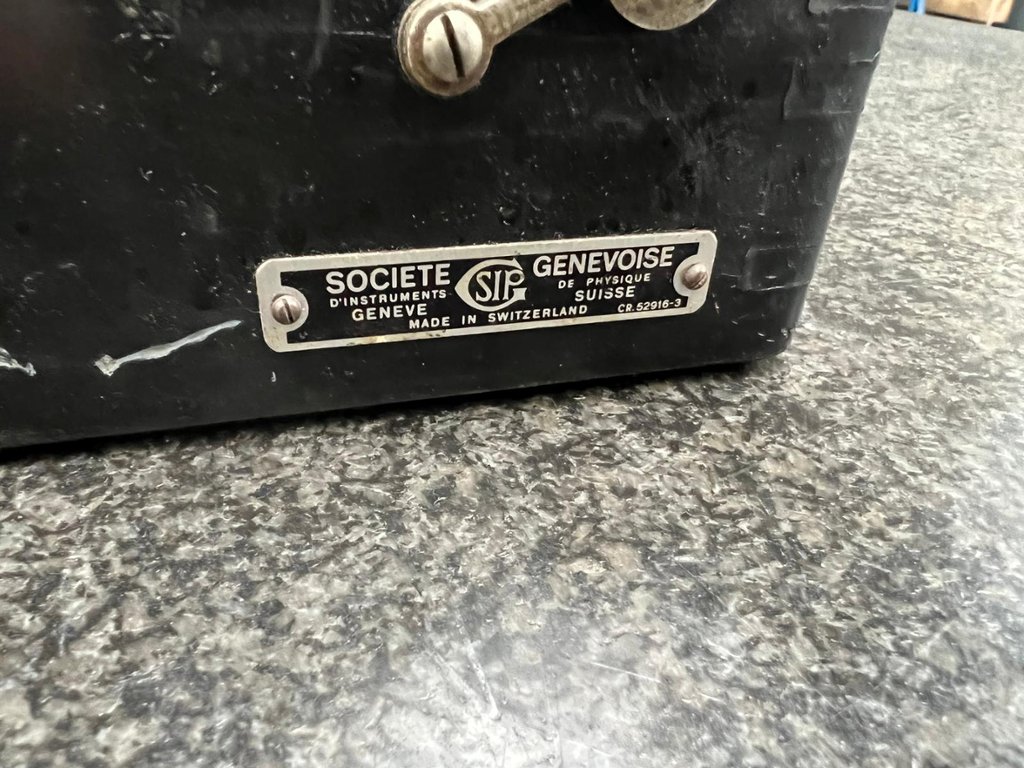 SOCIETE SIP GENEVOISE
D'INSTRUMENTS DE PHYSIQUE
GENEVE SUISSE
MADE IN SWITZERLAND CR.52916-3